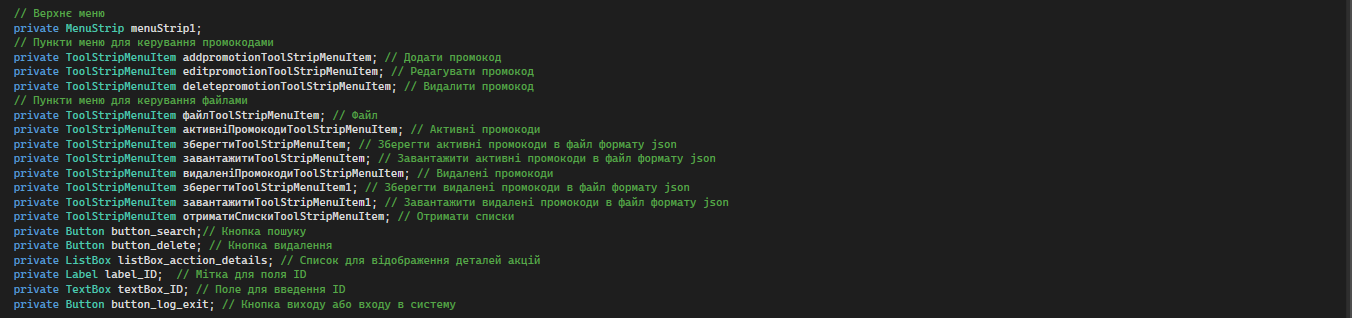 // Верхнє меню
private MenuStrip menuStrip1;
// Пункти меню для керування промокодами
private ToolStripMenuItem addpromotionToolStripMenuItem; // Додати промокод
private ToolStripMenuItem editpromotionToolStripMenuItem; // Редагувати промокод
private ToolStripMenuItem deletepromotionToolStripMenuItem; // Видалити промокод
// Пункти меню для керування файлами
private ToolStripMenuItem файлToolStripMenuItem; // Файл
private ToolStripMenuItem активніПромокодиToolStripMenuItem; // Активні промокоди
private ToolStripMenuItem зберегтиToolStripMenuItem; // Зберегти активні промокоди в файл формату json
private ToolStripMenuItem завантажитиToolStripMenuItem; // Завантажити активні промокоди в файл формату json
private ToolStripMenuItem видаленіПромокодиToolStripMenuItem; // Видалені промокоди
private ToolStripMenuItem зберегтиToolStripMenuItem1; // Зберегти видалені промокоди в файл формату json
private ToolStripMenuItem завантажитиToolStripMenuItem1; // Завантажити видалені промокоди в файл формату json
private ToolStripMenuItem отриматиСпискиToolStripMenuItem; // Отримати списки
private Button button_search;// Кнопка пошуку
private Button button_delete; // Кнопка видалення
private ListBox listBox_acction_details; // Список для відображення деталей акцій
private Label label_ID;  // Мітка для поля ID
private TextBox textBox_ID; // Поле для введення ID
private Button button_log_exit; // Кнопка виходу або входу в систему